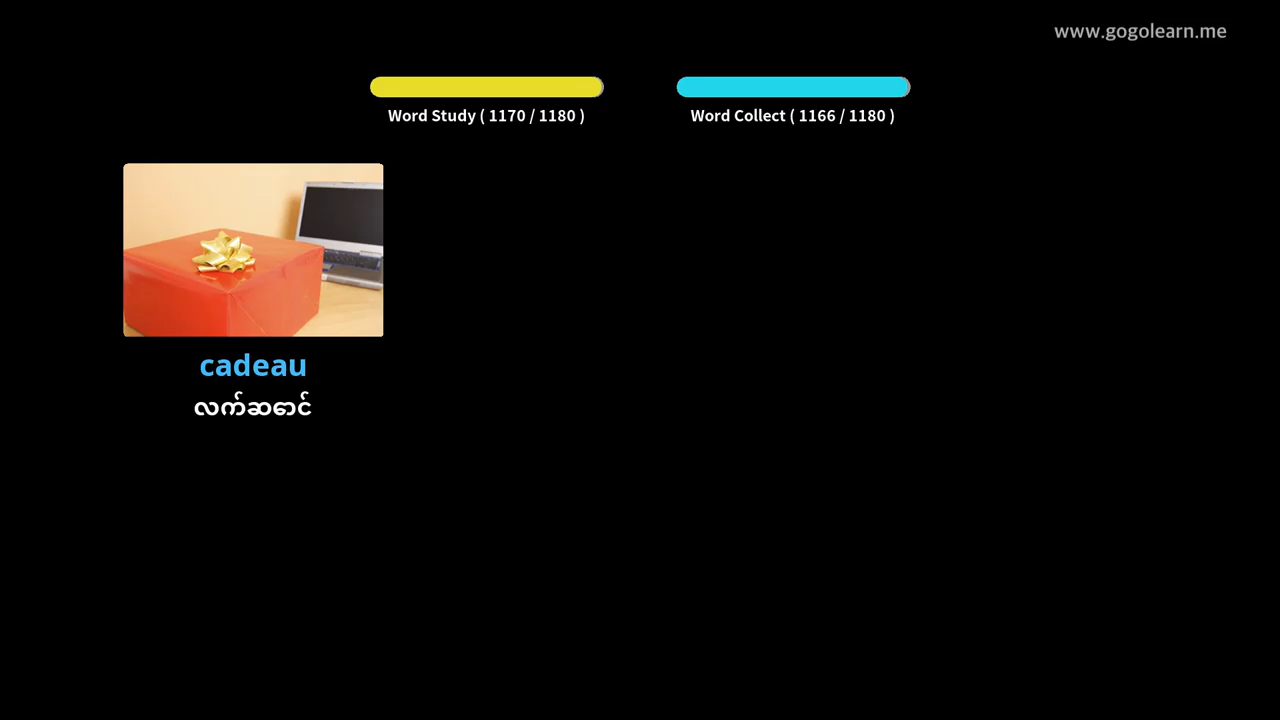 www.gogolearn.me
Word Study ( 1170 / 1180 )
Word Collect ( 1166 / 1180 )
cadeau
လက်ဆောင်